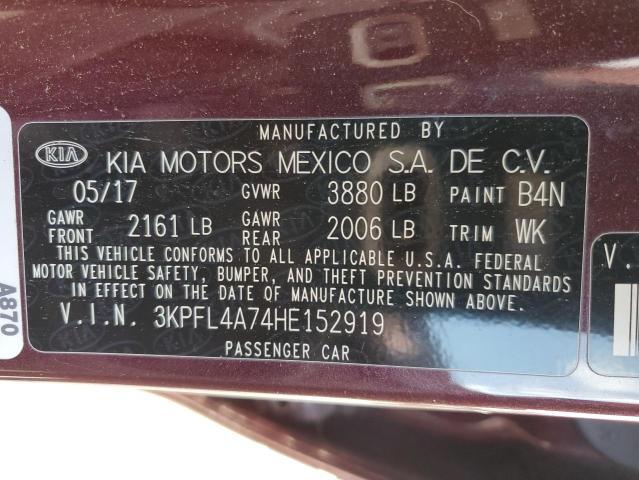 MANUFACTURED BY
KIA KIA MOTORS MEXICO S.A. DE C.V.
05/17 GVWR 3880 LB PAINT B4N
GAWR FRONT 2161 LB GAWR REAR 2006 LB TRIM WK
THIS VEHICLE CONFORMS TO ALL APPLICABLE U.S.A. FEDERAL
MOTOR VEHICLE SAFETY, BUMPER, AND THEFT PREVENTION STANDARDS
IN EFFECT ON THE DATE OF MANUFACTURE SHOWN ABOVE.
V.I.N. 3KPFL4A74HE152919
PASSENGER CAR
A870
V.